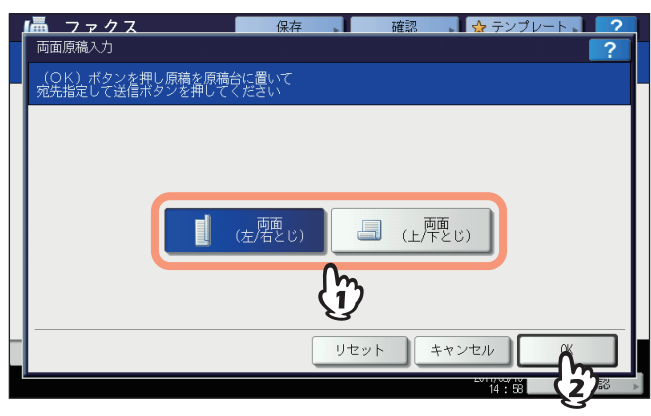 ファクス
保存
確認
テンプレート
?
両面原稿入力
?
(OK)ボタンを押し原稿を原稿台に置いて
宛先指定して送信ボタンを押してください
両面
(左/右とじ)
両面
(上/下とじ)
1
リセット
キャンセル
OK
2
14:58
認